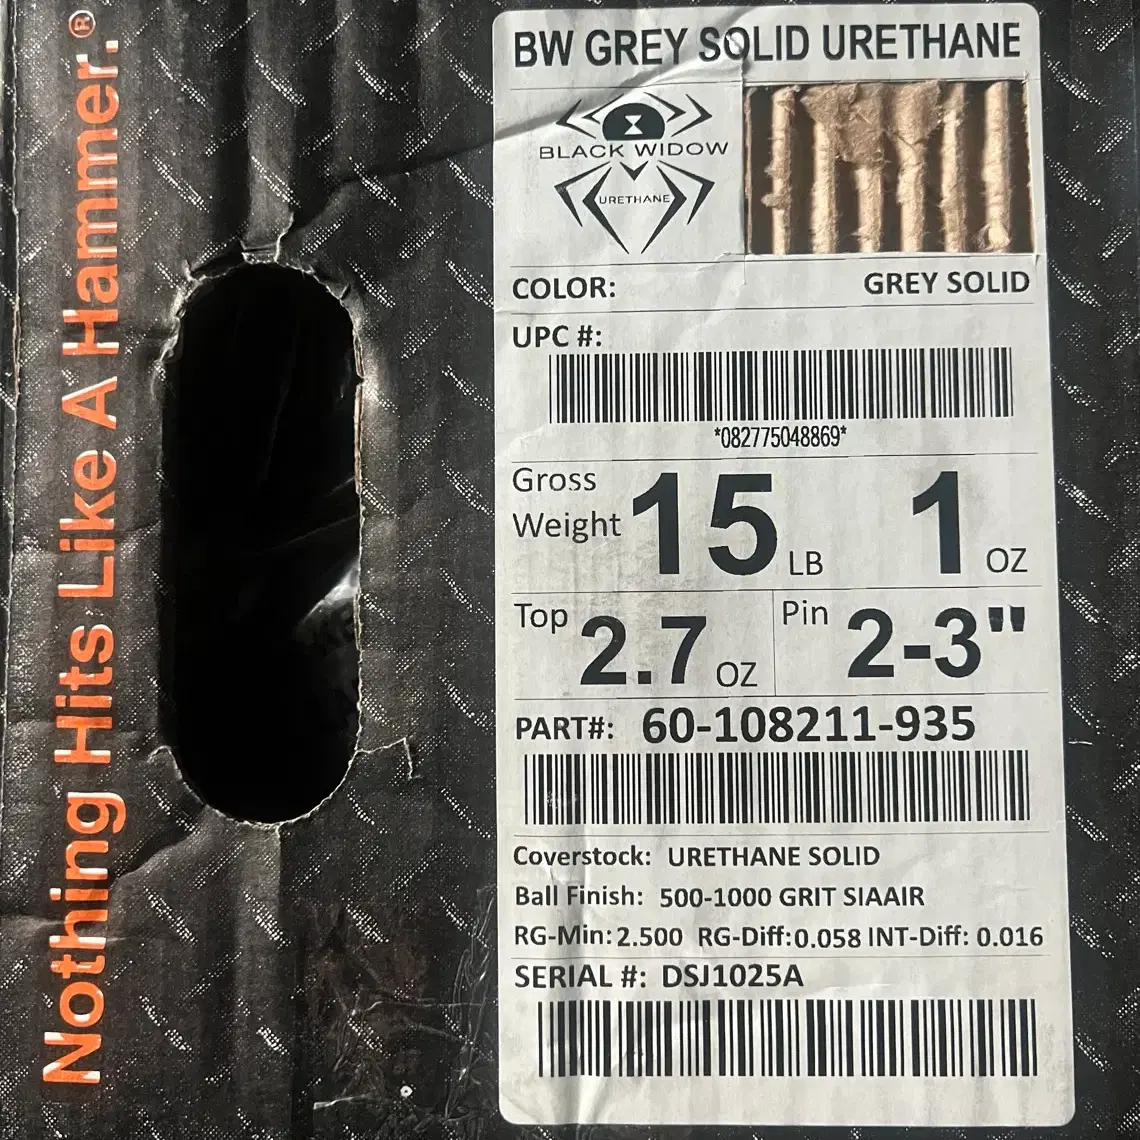 Nothing Hits Like A Hammer.®
BW GREY SOLID URETHANE
BLACK WIDOW
URETHANE
COLOR: GREY SOLID
UPC #:
*082775048869*
Gross Weight 15 LB 1 OZ
Top 2.7 OZ Pin 2-3"
PART#: 60-108211-935
Coverstock: URETHANE SOLID
Ball Finish: 500-1000 GRIT SIAAIR
RG-Min: 2.500 RG-Diff: 0.058 INT-Diff: 0.016
SERIAL #: DSJ1025A